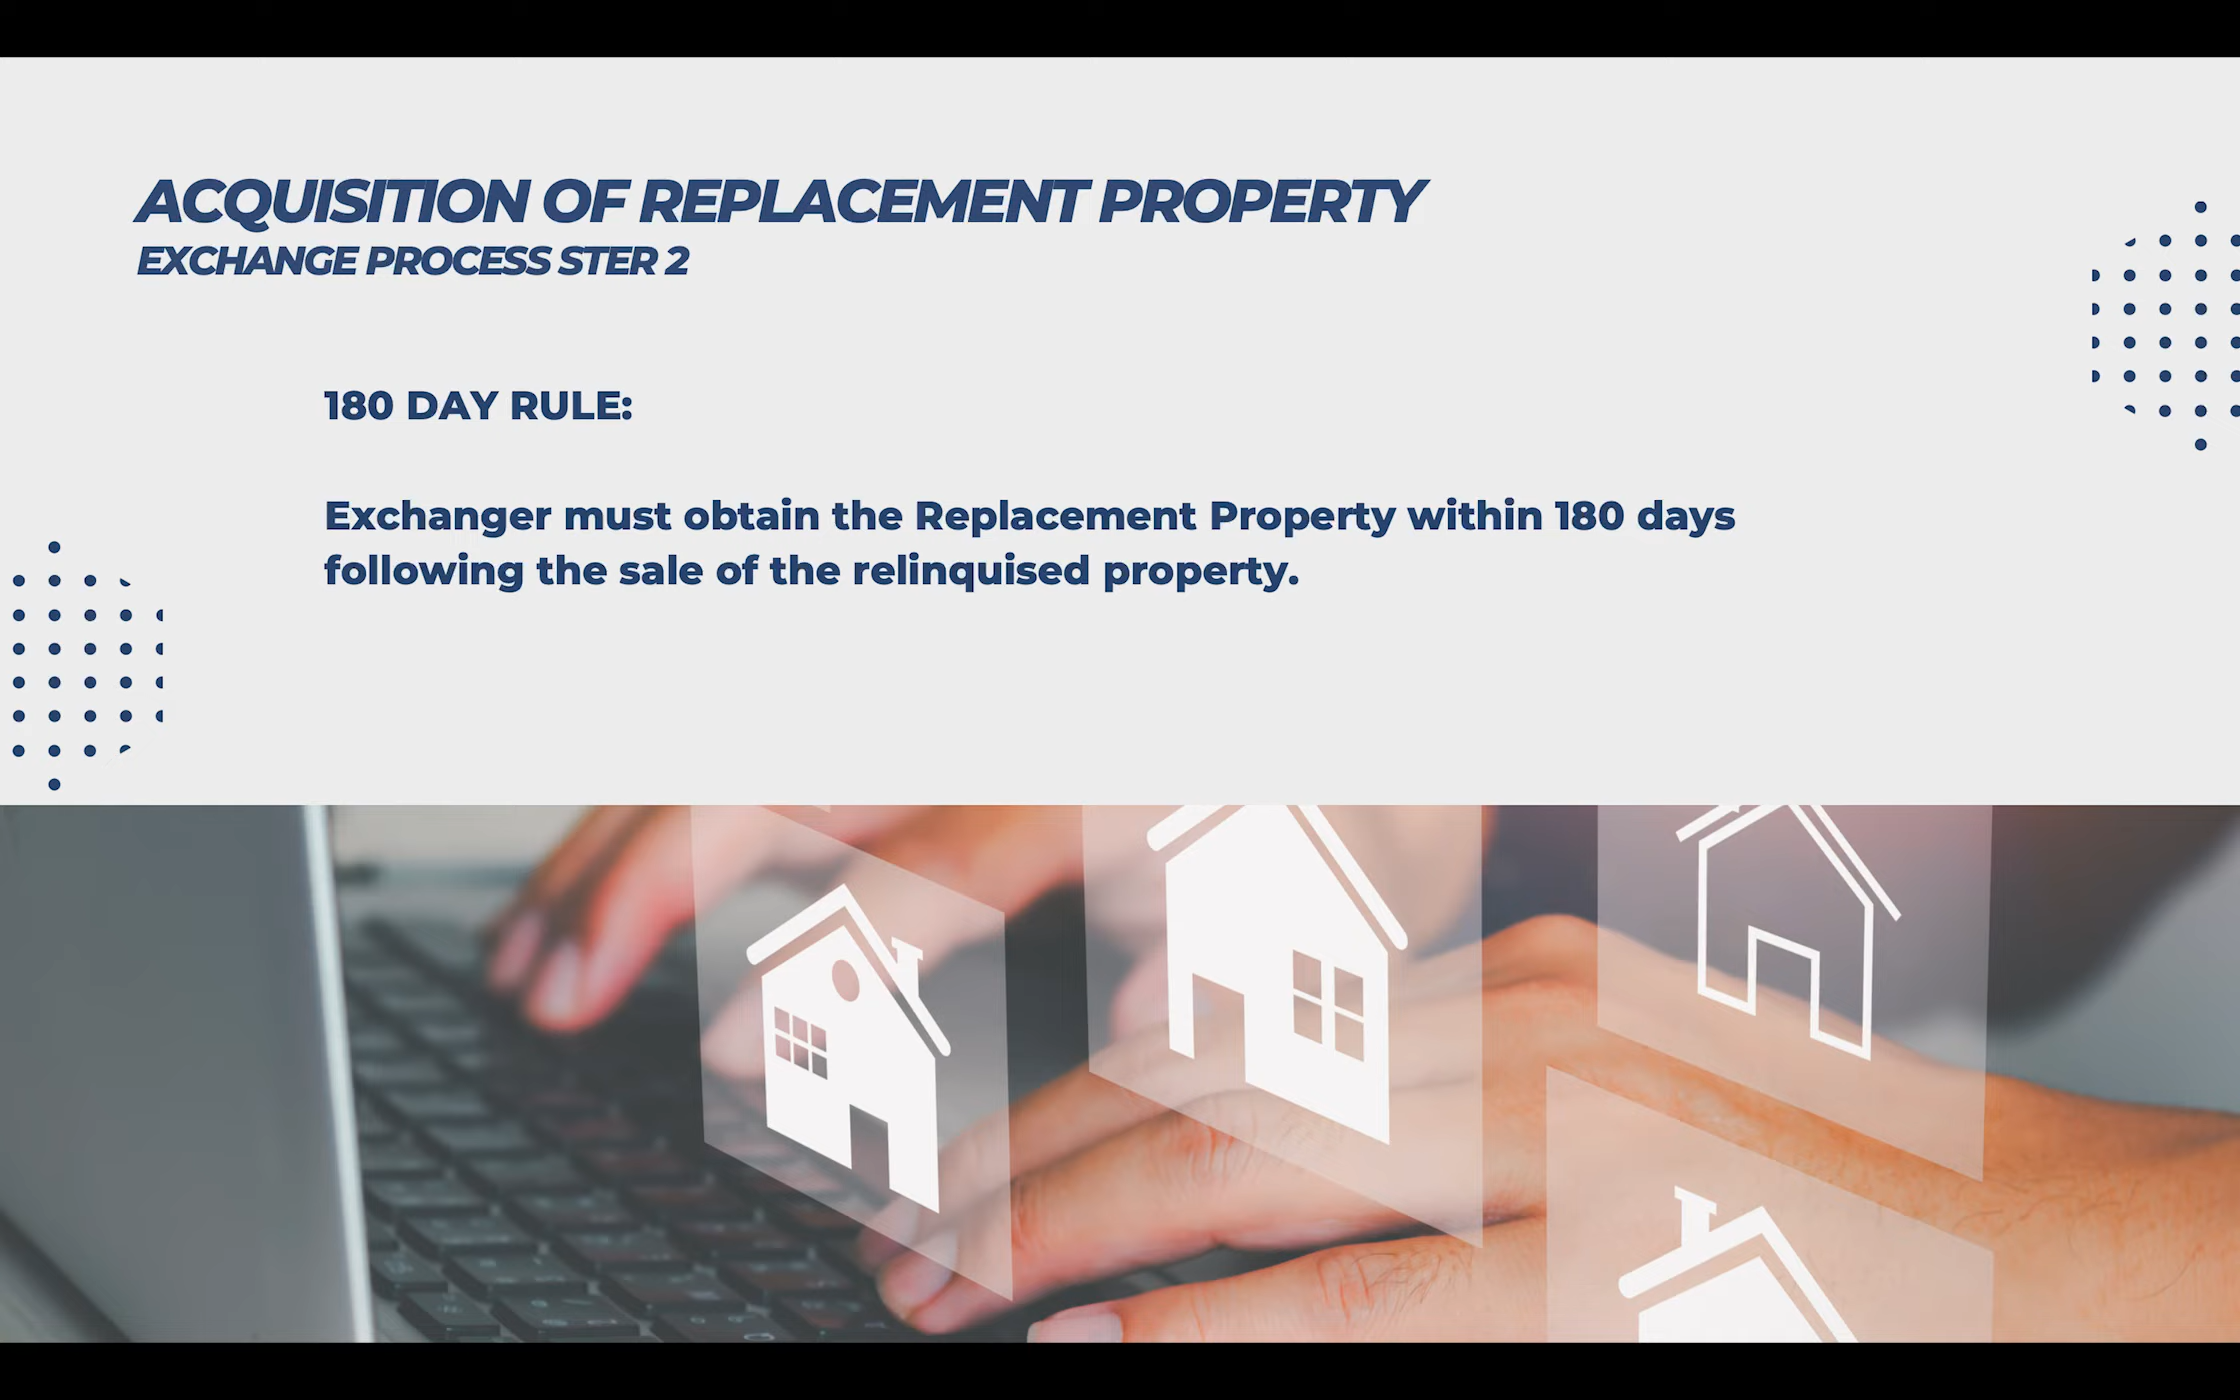 ACQUISITION OF REPLACEMENT PROPERTY
EXCHANGE PROCESS STER 2
180 DAY RULE:
Exchanger must obtain the Replacement Property within 180 days
following the sale of the relinquised property.